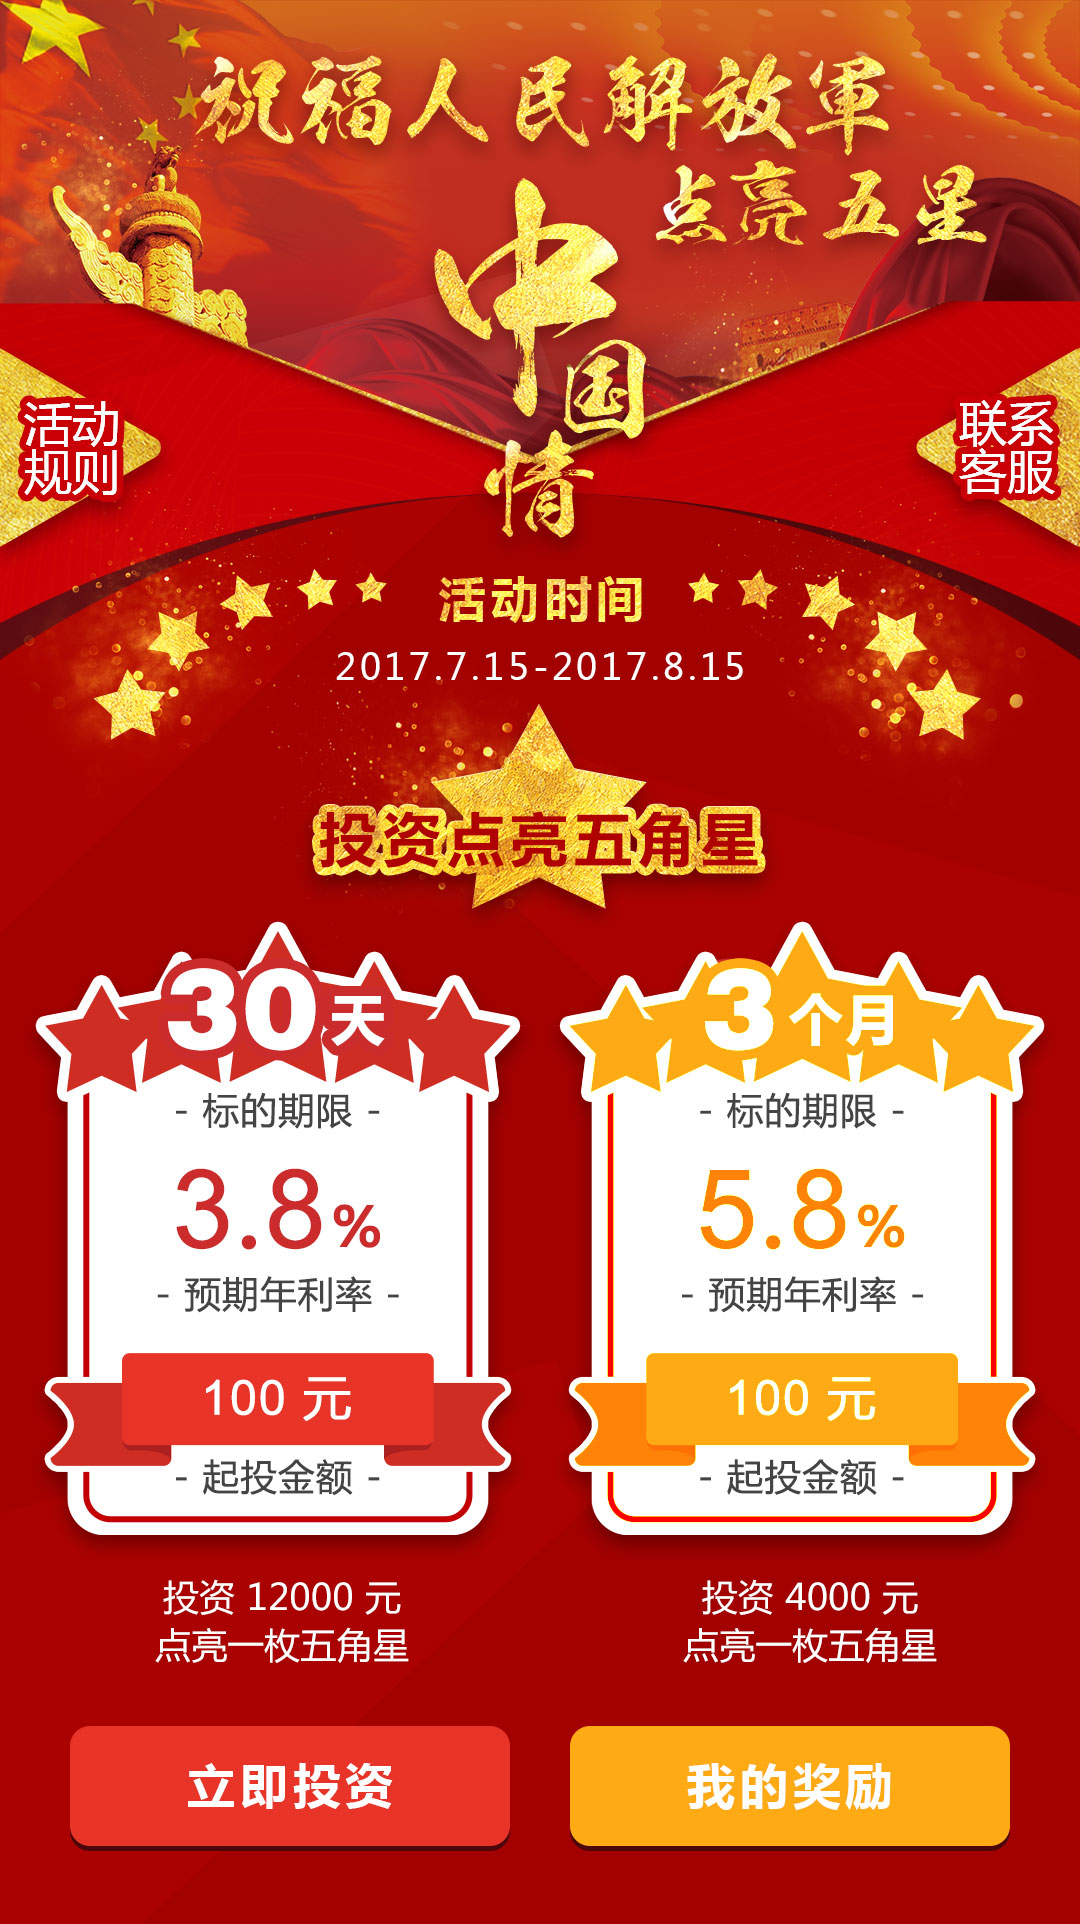 祝福人民解放軍
点亮五星
中国情
活动规则
联系客服
活动时间
2017.7.15-2017.8.15
投资点亮五角星
30天
- 标的期限 -
3.8%
- 预期年利率 -
100 元
- 起投金额 -
投资 12000 元
点亮一枚五角星
3个月
- 标的期限 -
5.8%
- 预期年利率 -
100 元
- 起投金额 -
投资 4000 元
点亮一枚五角星
立即投资
我的奖励